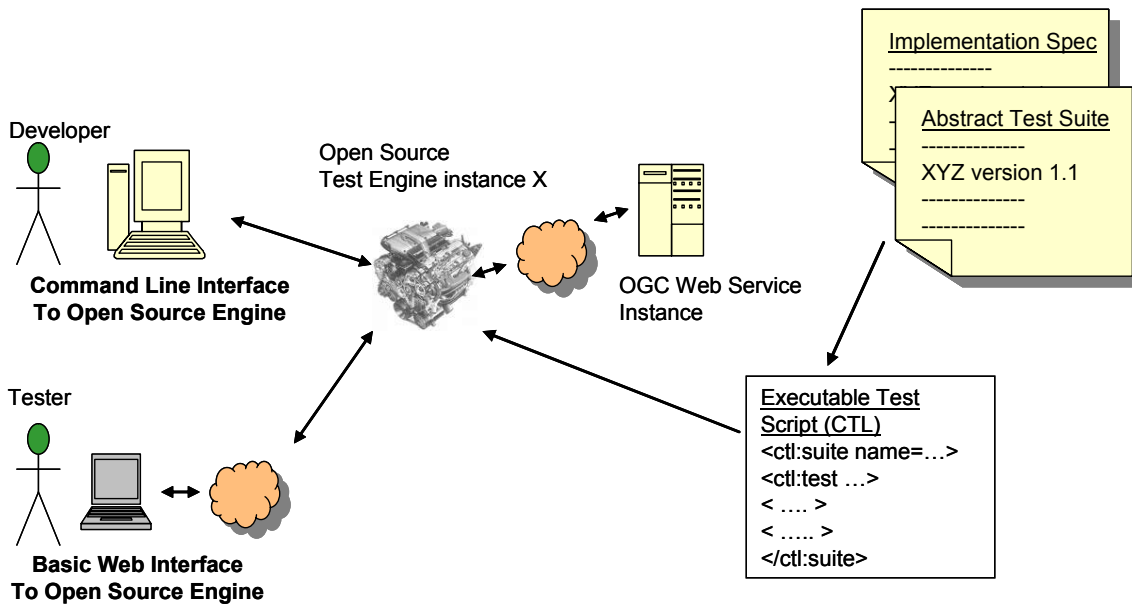 Implementation Spec
--------------
Abstract Test Suite
---------------
XYZ version 1.1
---------------
---------------
Developer
Open Source
Test Engine instance X
Command Line Interface
To Open Source Engine
OGC Web Service
Instance
Tester
Basic Web Interface
To Open Source Engine
Executable Test
Script (CTL)
<ctl:suite name=…>
<ctl:test …>
< …. >
< ….. >
</ctl:suite>